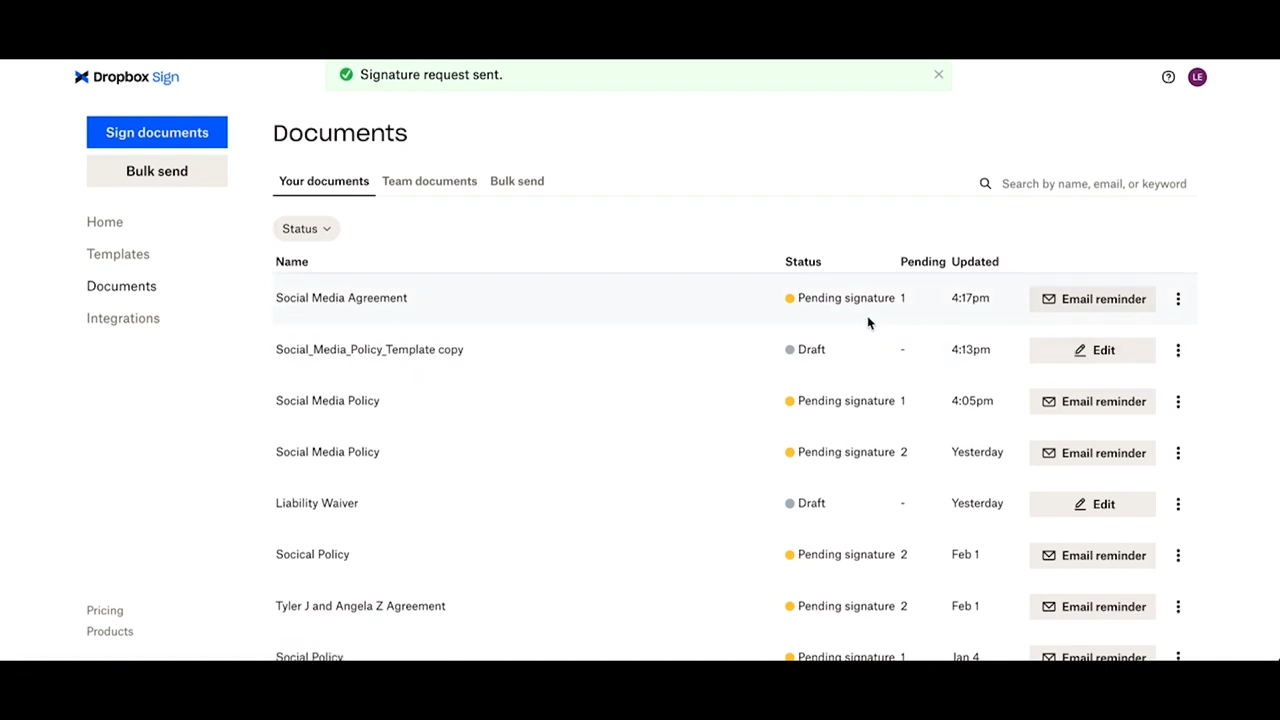 Dropbox Sign
Signature request sent.
LE
Sign documents
Bulk send
Home
Templates
Documents
Integrations
Pricing
Products
Documents
Your documents Team documents Bulk send
Search by name, email, or keyword
Status
Name Status Pending Updated
Social Media Agreement Pending signature 1 4:17pm Email reminder
Social_Media_Policy_Template copy Draft - 4:13pm Edit
Social Media Policy Pending signature 1 4:05pm Email reminder
Social Media Policy Pending signature 2 Yesterday Email reminder
Liability Waiver Draft - Yesterday Edit
Socical Policy Pending signature 2 Feb 1 Email reminder
Tyler J and Angela Z Agreement Pending signature 2 Feb 1 Email reminder
Social Policy Pending signature 1 Jan 4 Email reminder